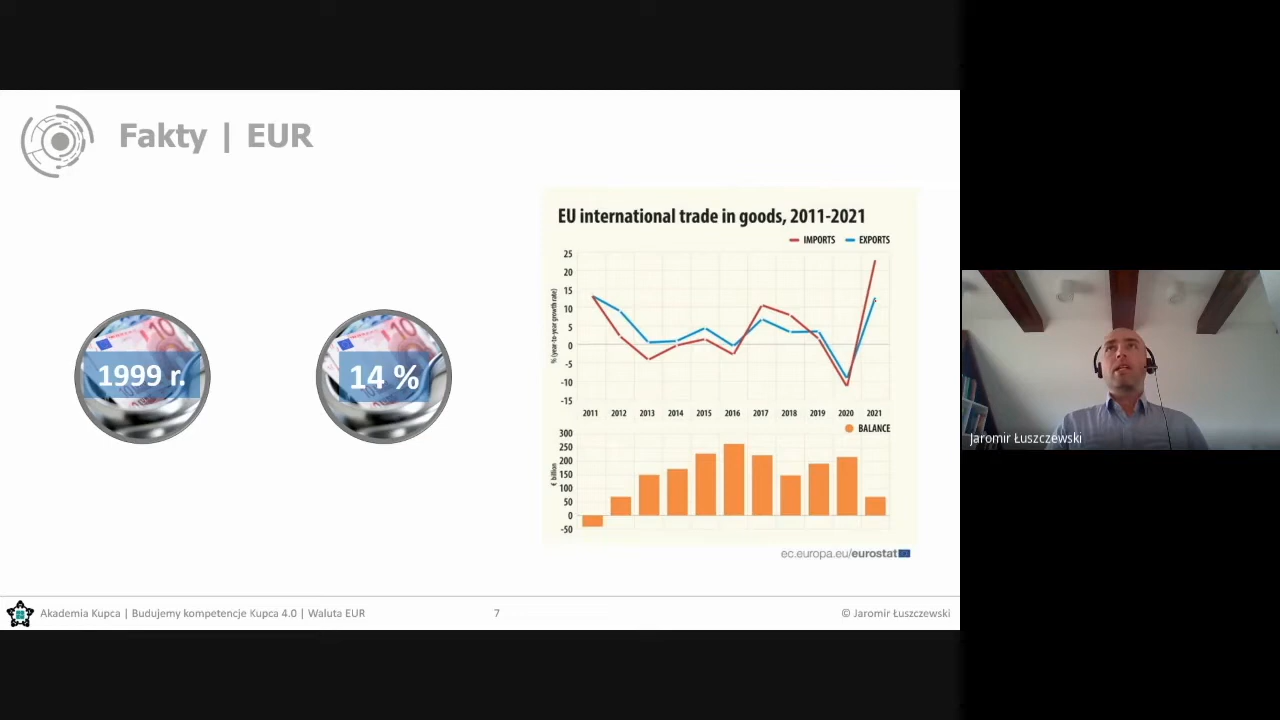 Fakty | EUR
1999 r.
14 %
EU international trade in goods, 2011-2021
IMPORTS EXPORTS
% (year-to-year growth rate)
25
20
15
10
5
0
-5
-10
-15
2011 2012 2013 2014 2015 2016 2017 2018 2019 2020 2021
BALANCE
€ billion
300
250
200
150
100
50
0
-50
ec.europa.eu/eurostat
Akademia Kupca | Budujemy kompetencje Kupca 4.0 | Waluta EUR
7
© Jaromir Łuszczewski
Jaromir Łuszczewski